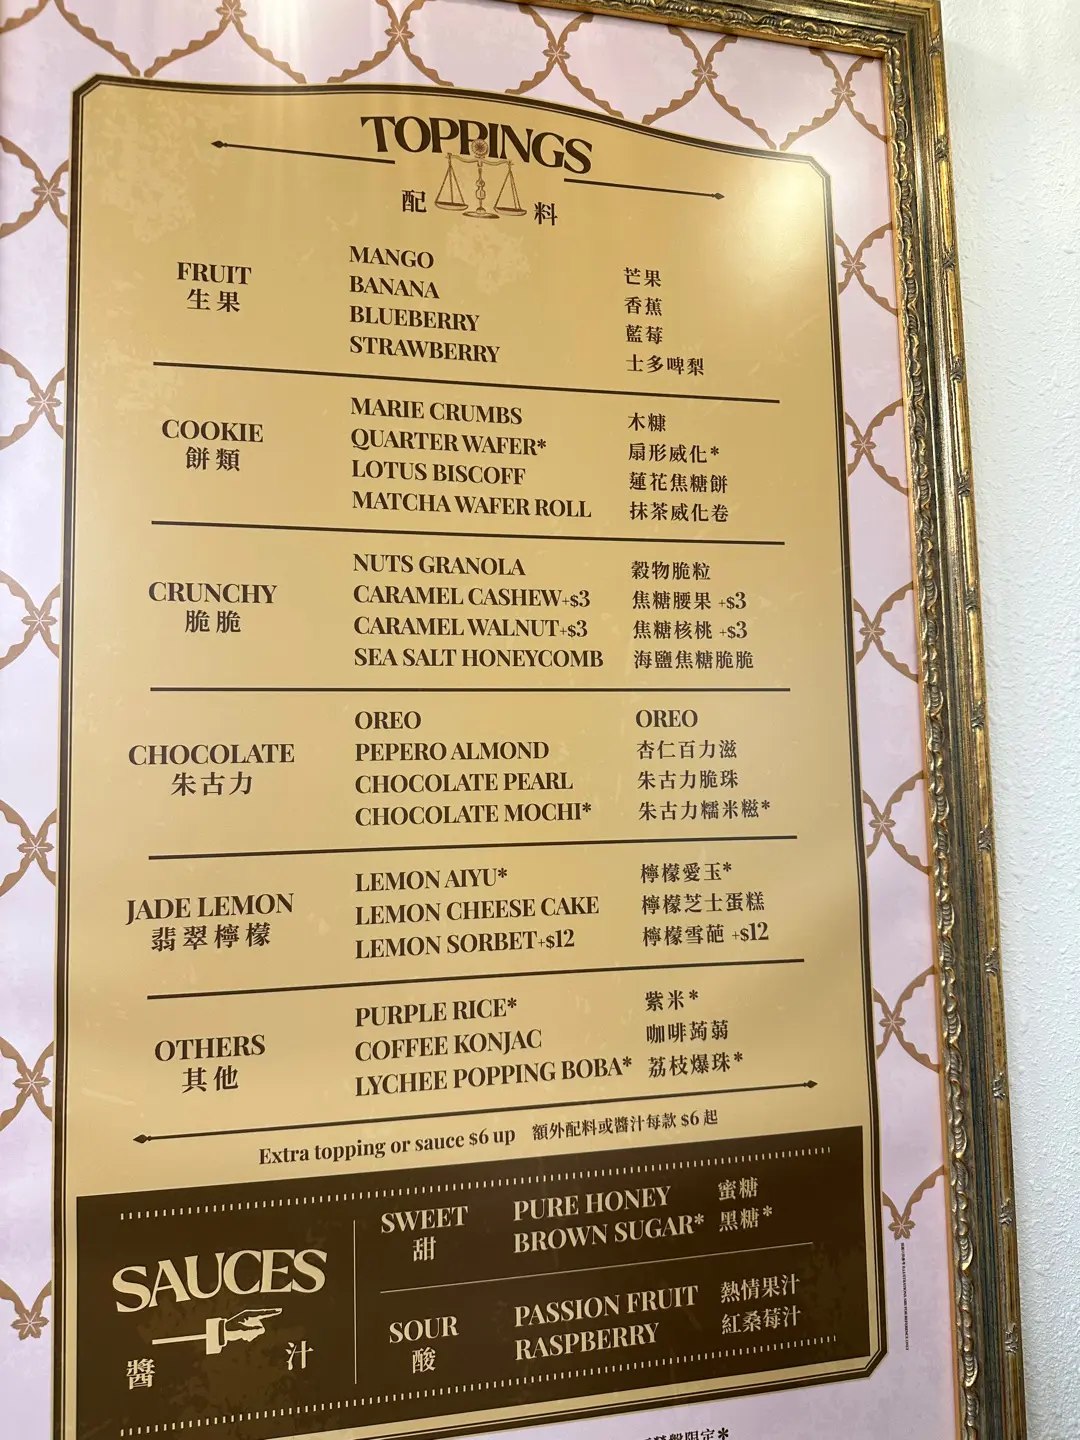 TOPPINGS
配 料
FRUIT
生果
MANGO 芒果
BANANA 香蕉
BLUEBERRY 藍莓
STRAWBERRY 士多啤梨
COOKIE
餅類
MARIE CRUMBS 木糠
QUARTER WAFER* 扇形威化*
LOTUS BISCOFF 蓮花焦糖餅
MATCHA WAFER ROLL 抹茶威化卷
CRUNCHY
脆脆
NUTS GRANOLA 穀物脆粒
CARAMEL CASHEW+$3 焦糖腰果 +$3
CARAMEL WALNUT+$3 焦糖核桃 +$3
SEA SALT HONEYCOMB 海鹽焦糖脆脆
CHOCOLATE
朱古力
OREO OREO
PEPERO ALMOND 杏仁百力滋
CHOCOLATE PEARL 朱古力脆珠
CHOCOLATE MOCHI* 朱古力糯米糍*
JADE LEMON
翡翠檸檬
LEMON AIYU* 檸檬愛玉*
LEMON CHEESE CAKE 檸檬芝士蛋糕
LEMON SORBET+$12 檸檬雪葩 +$12
OTHERS
其他
PURPLE RICE* 紫米*
COFFEE KONJAC 咖啡蒟蒻
LYCHEE POPPING BOBA* 荔枝爆珠*
Extra topping or sauce $6 up 額外配料或醬汁每款 $6 起
SAUCES
醬 汁
SWEET
甜
PURE HONEY 蜜糖
BROWN SUGAR* 黑糖*
SOUR
酸
PASSION FRUIT 熱情果汁
RASPBERRY 紅桑莓汁
限定*